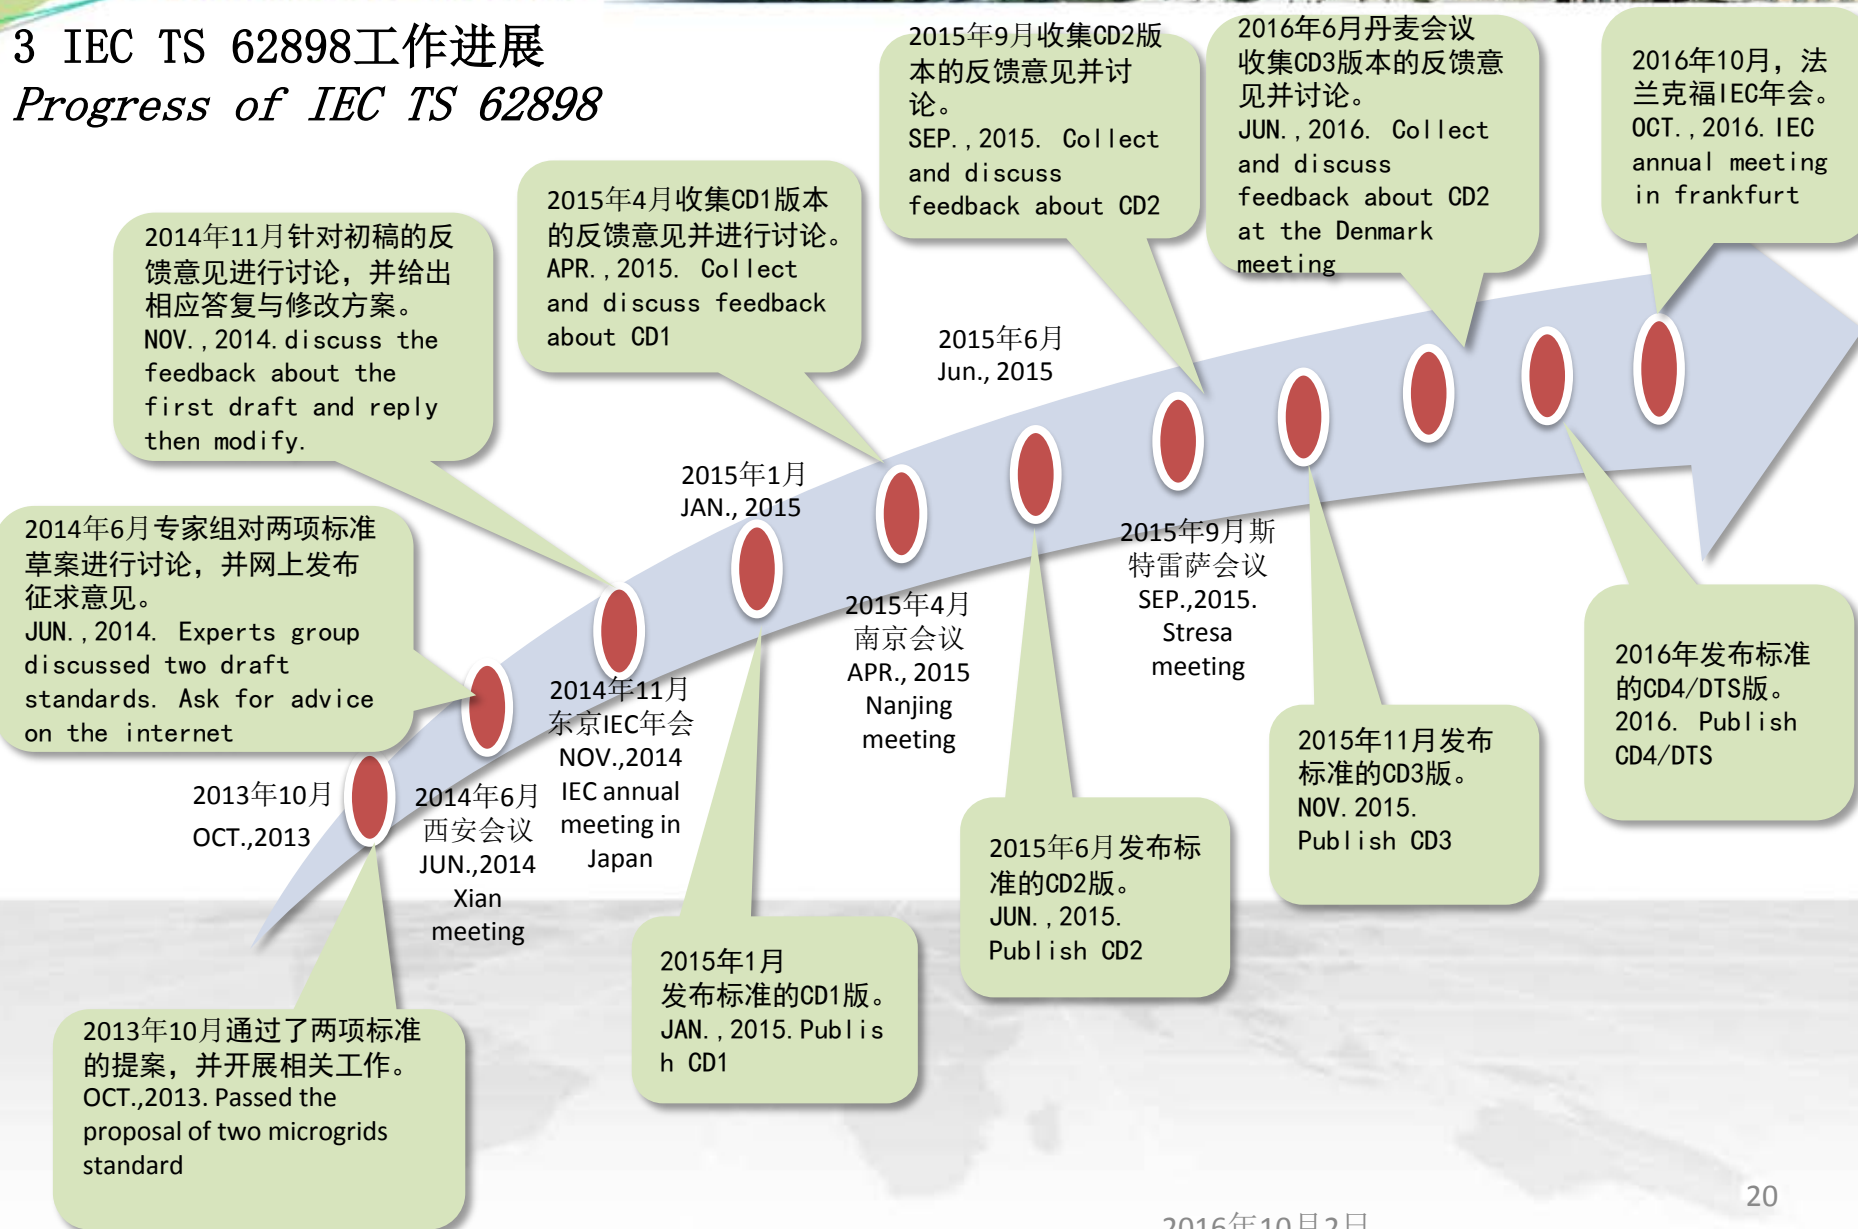 3 IEC TS 62898工作进展
Progress of IEC TS 62898
2013年10月
OCT.,2013
2013年10月通过了两项标准
的提案，并开展相关工作。
OCT.,2013. Passed the
proposal of two microgrids
standard
2014年6月专家组对两项标准
草案进行讨论，并网上发布
征求意见。
JUN.,2014. Experts group
discussed two draft
standards. Ask for advice
on the internet
2014年6月
西安会议
JUN.,2014
Xian
meeting
2014年11月针对初稿的反
馈意见进行讨论，并给出
相应答复与修改方案。
NOV.,2014.discuss the
feedback about the
first draft and reply
then modify.
2014年11月
东京IEC年会
NOV.,2014
IEC annual
meeting in
Japan
2015年1月
JAN., 2015
2015年1月
发布标准的CD1版。
JAN.,2015.Publis
h CD1
2015年4月收集CD1版本
的反馈意见并进行讨论。
APR.,2015. Collect
and discuss feedback
about CD1
2015年4月
南京会议
APR., 2015
Nanjing
meeting
2015年6月
Jun., 2015
2015年6月发布标
准的CD2版。
JUN.,2015.
Publish CD2
2015年9月收集CD2版
本的反馈意见并讨
论。
SEP.,2015. Collect
and discuss
feedback about CD2
2015年9月斯
特雷萨会议
SEP.,2015.
Stresa
meeting
2015年11月发布
标准的CD3版。
NOV.2015.
Publish CD3
2016年6月丹麦会议
收集CD3版本的反馈意
见并讨论。
JUN.,2016. Collect
and discuss
feedback about CD2
at the Denmark
meeting
2016年发布标准
的CD4/DTS版。
2016. Publish
CD4/DTS
2016年10月，法
兰克福IEC年会。
OCT.,2016.IEC
annual meeting
in frankfurt
20
2016年10月2日